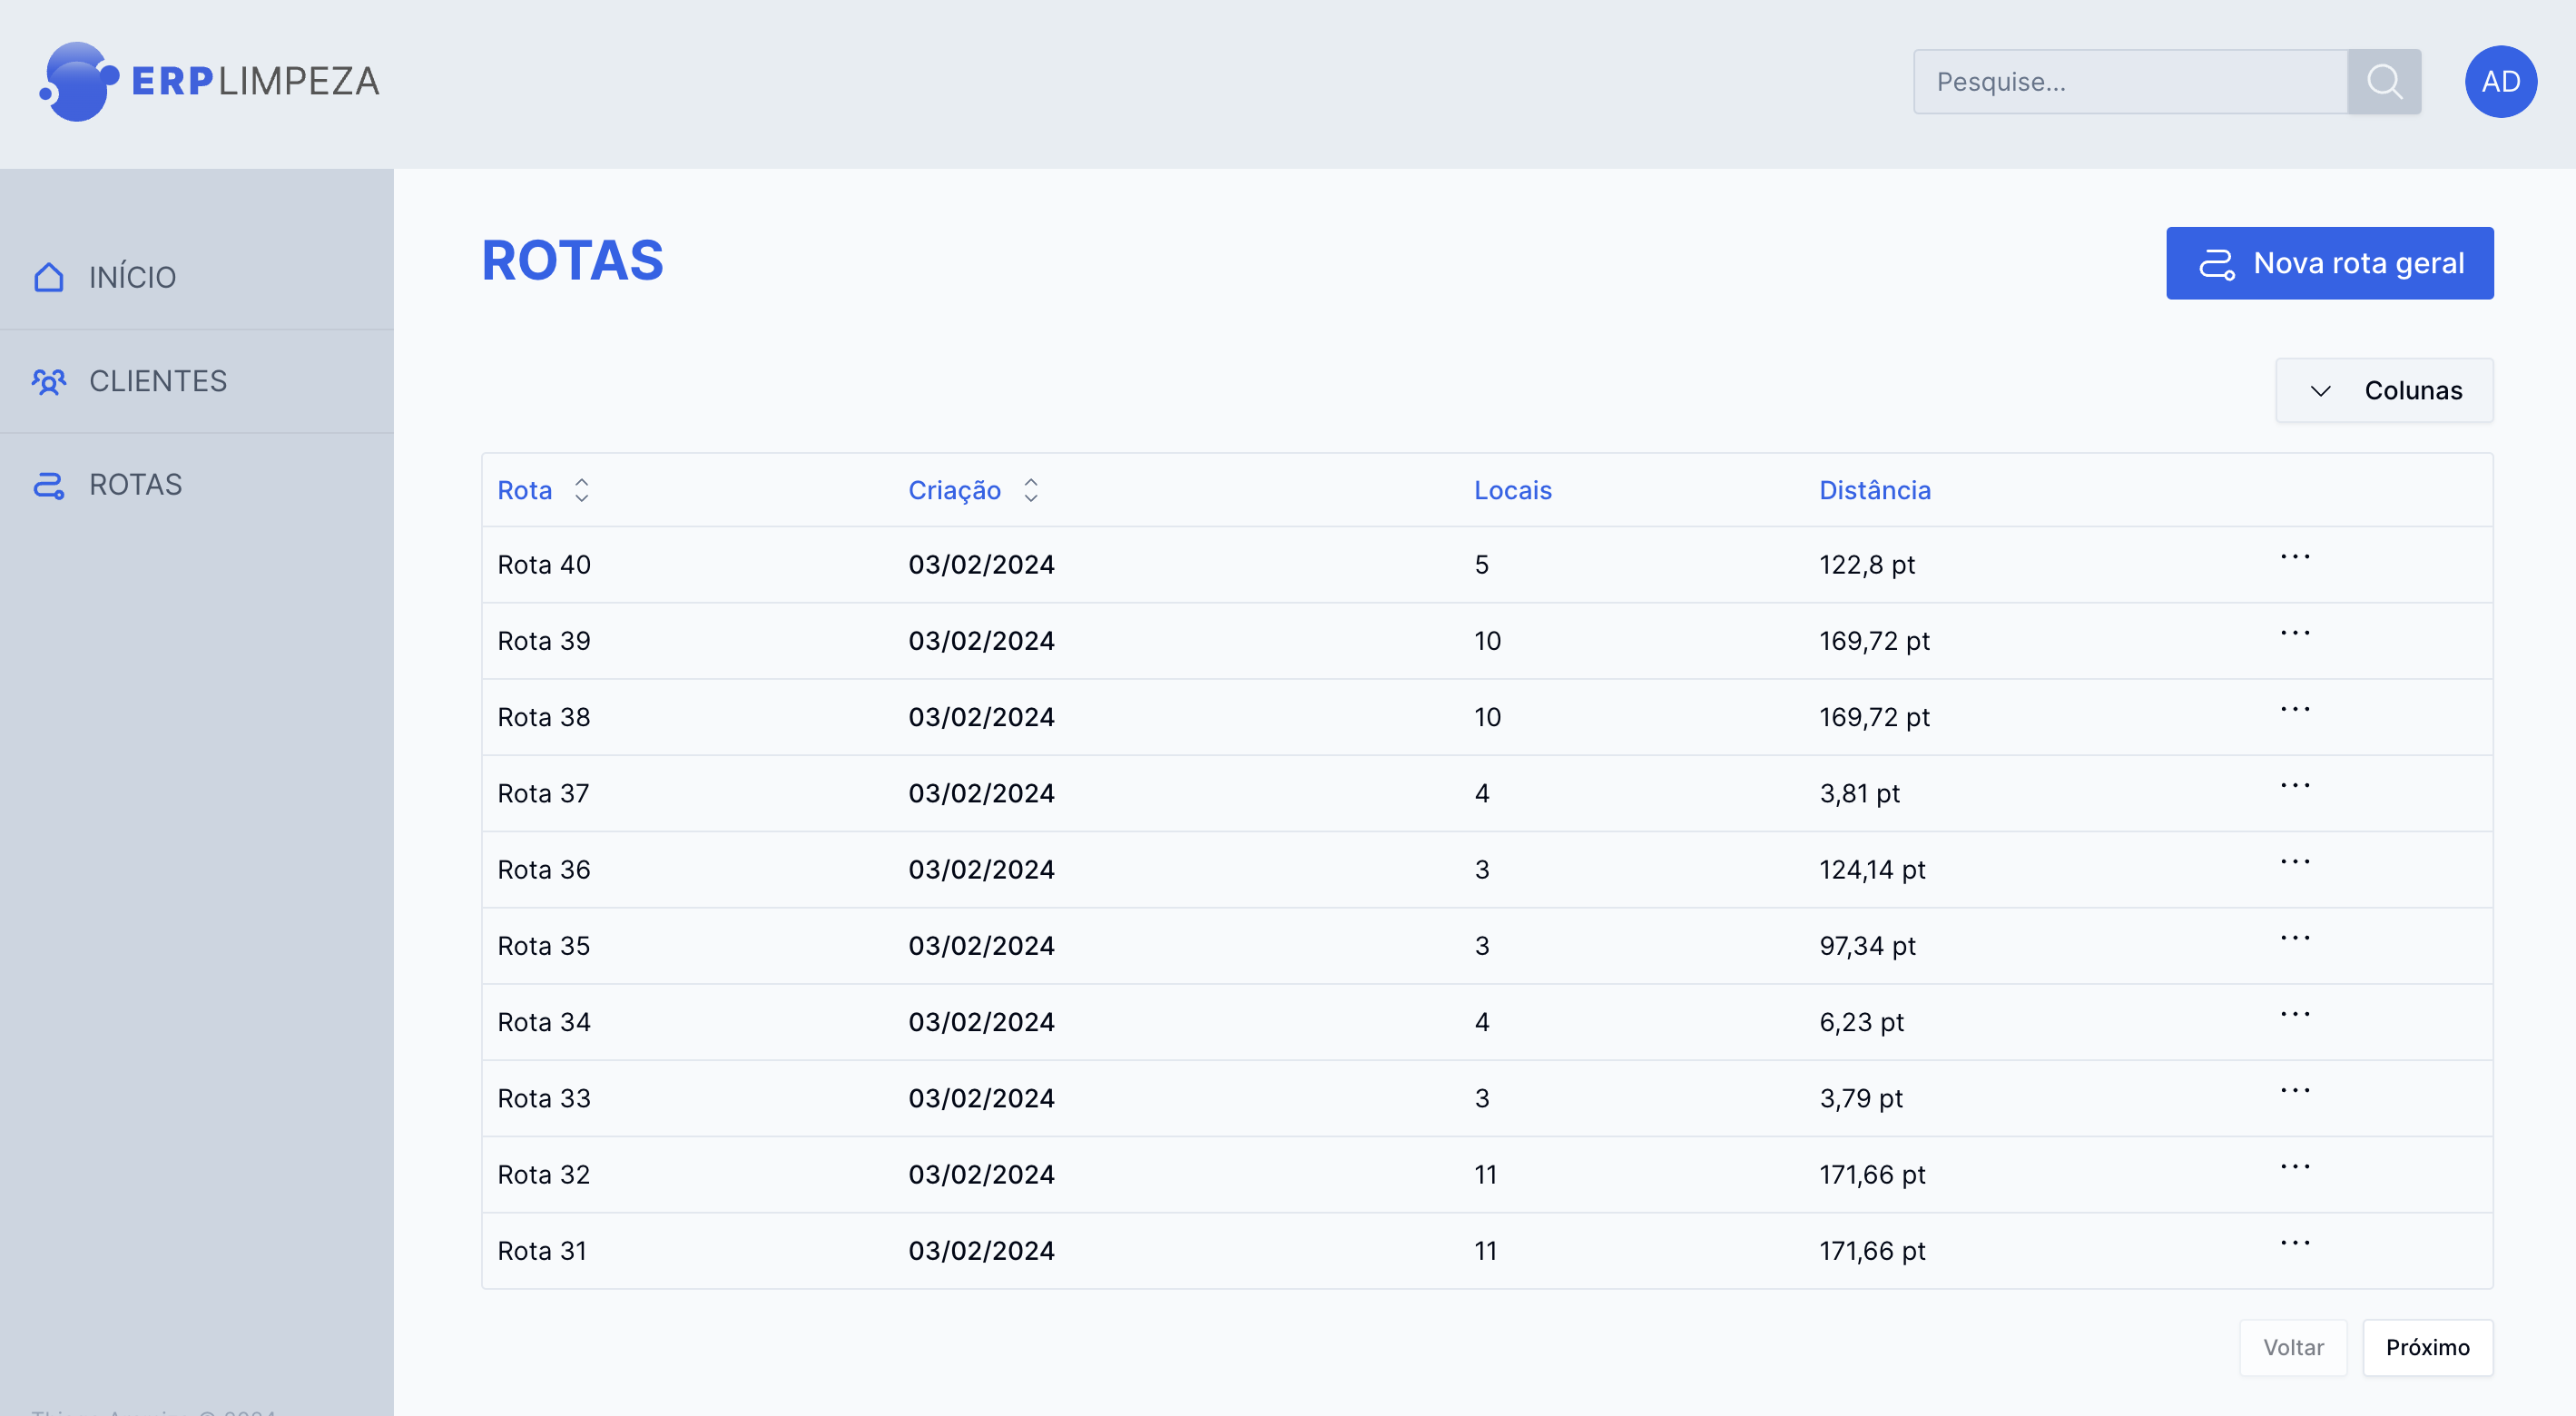 ERPLIMPEZA
Pesquise...
AD
INÍCIO
CLIENTES
ROTAS
ROTAS
Nova rota geral
Colunas
Rota Criação Locais Distância
Rota 40 03/02/2024 5 122,8 pt ...
Rota 39 03/02/2024 10 169,72 pt ...
Rota 38 03/02/2024 10 169,72 pt ...
Rota 37 03/02/2024 4 3,81 pt ...
Rota 36 03/02/2024 3 124,14 pt ...
Rota 35 03/02/2024 3 97,34 pt ...
Rota 34 03/02/2024 4 6,23 pt ...
Rota 33 03/02/2024 3 3,79 pt ...
Rota 32 03/02/2024 11 171,66 pt ...
Rota 31 03/02/2024 11 171,66 pt ...
Voltar Próximo